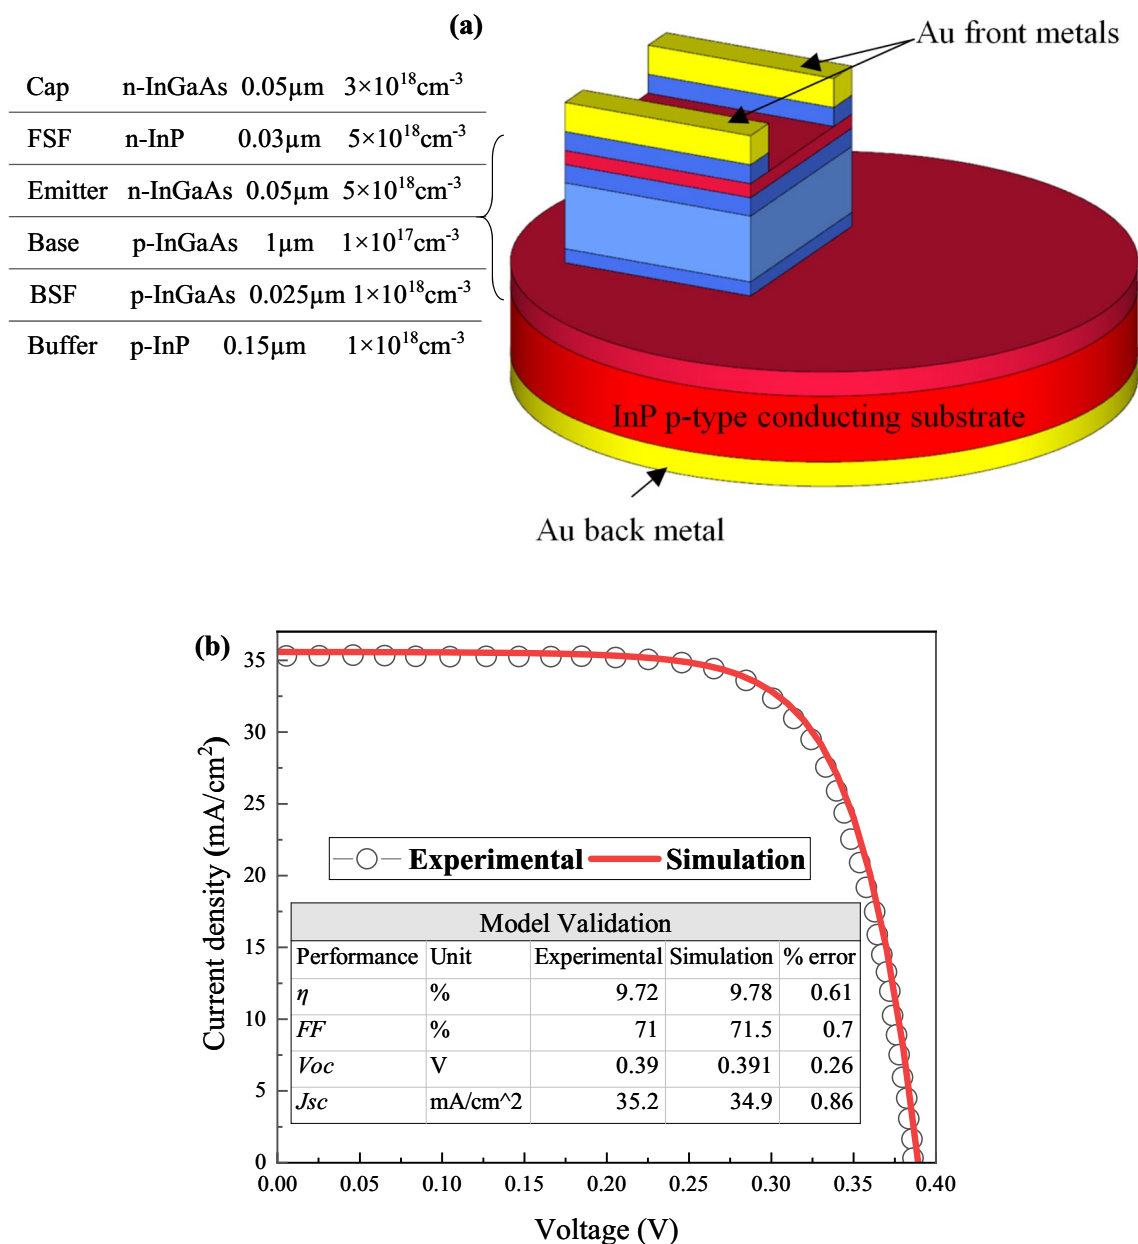 (a)
Au front metals
Cap n-InGaAs 0.05µm 3×10^18cm^-3
FSF n-InP 0.03µm 5×10^18cm^-3
Emitter n-InGaAs 0.05µm 5×10^18cm^-3
Base p-InGaAs 1µm 1×10^17cm^-3
BSF p-InGaAs 0.025µm 1×10^18cm^-3
Buffer p-InP 0.15µm 1×10^18cm^-3
InP p-type conducting substrate
Au back metal
(b)
Current density (mA/cm²)
35
30
25
20
15
10
5
0
Experimental Simulation
Model Validation
Performance Unit Experimental Simulation % error
η % 9.72 9.78 0.61
FF % 71 71.5 0.7
Voc V 0.39 0.391 0.26
Jsc mA/cm^2 35.2 34.9 0.86
0.00 0.05 0.10 0.15 0.20 0.25 0.30 0.35 0.40
Voltage (V)